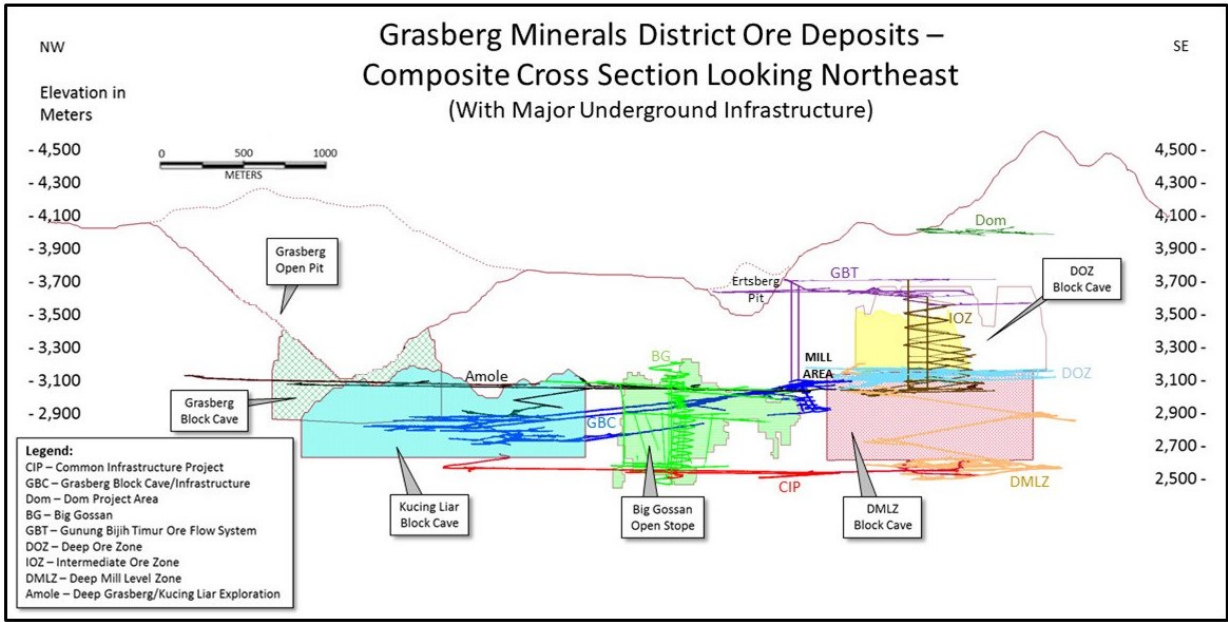 Grasberg Minerals District Ore Deposits –
Composite Cross Section Looking Northeast
(With Major Underground Infrastructure)
NW
SE
Elevation in
Meters
0 500 1000
METERS
- 4,500
- 4,300
- 4,100
- 3,900
- 3,700
- 3,500
- 3,300
- 3,100
- 2,900
4,500 -
4,300 -
4,100 -
3,900 -
3,700 -
3,500 -
3,300 -
3,100 -
2,900 -
2,700 -
2,500 -
Grasberg
Open Pit
Dom
GBT
Ertsberg
Pit
DOZ
Block Cave
IOZ
BG
MILL
AREA
Amole
DOZ
Grasberg
Block Cave
GBC
CIP
DMLZ
Kucing Liar
Block Cave
Big Gossan
Open Stope
DMLZ
Block Cave
Legend:
CIP – Common Infrastructure Project
GBC – Grasberg Block Cave/Infrastructure
Dom – Dom Project Area
BG – Big Gossan
GBT – Gunung Bijih Timur Ore Flow System
DOZ – Deep Ore Zone
IOZ – Intermediate Ore Zone
DMLZ – Deep Mill Level Zone
Amole – Deep Grasberg/Kucing Liar Exploration